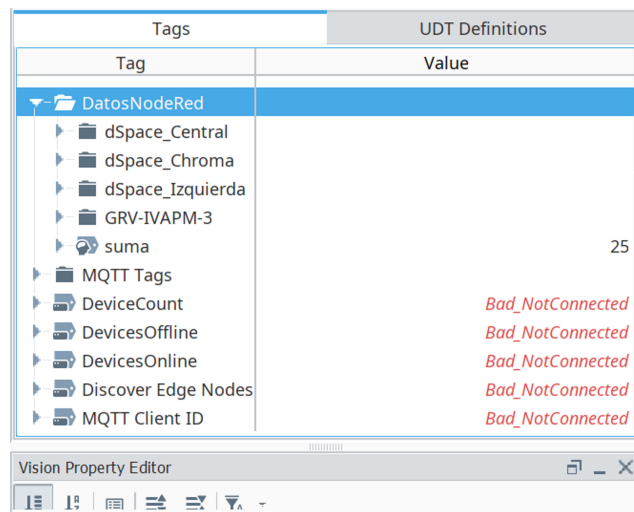 Tags UDT Definitions
Tag Value
DatosNodeRed
dSpace_Central
dSpace_Chroma
dSpace_Izquierda
GRV-IVAPM-3
suma 25
MQTT Tags
DeviceCount Bad_NotConnected
DevicesOffline Bad_NotConnected
DevicesOnline Bad_NotConnected
Discover Edge Nodes Bad_NotConnected
MQTT Client ID Bad_NotConnected
Vision Property Editor